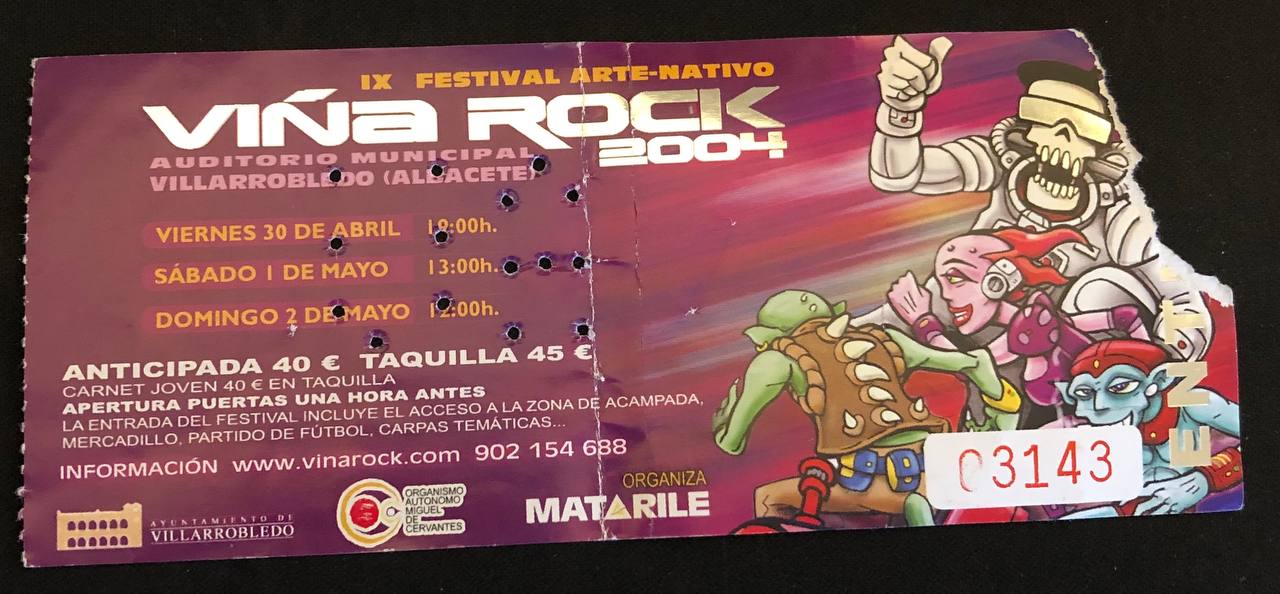 IX FESTIVAL ARTE-NATIVO
VIÑA ROCK
2004
AUDITORIO MUNICIPAL
VILLARROBLEDO (ALBACETE)
VIERNES 30 DE ABRIL
SÁBADO 1 DE MAYO 13:00h.
DOMINGO 2 DE MAYO 12:00h.
ANTICIPADA 40 € TAQUILLA 45 €
CARNET JOVEN 40 € EN TAQUILLA
APERTURA PUERTAS UNA HORA ANTES
LA ENTRADA DEL FESTIVAL INCLUYE EL ACCESO A LA ZONA DE ACAMPADA,
MERCADILLO, PARTIDO DE FÚTBOL, CARPAS TEMÁTICAS...
INFORMACIÓN www.vinarock.com 902 154 688
AYUNTAMIENTO DE
VILLARROBLEDO
ORGANISMO
AUTONOMO
MIGUEL
DE
CERVANTES
ORGANIZA
MATARILE
03143
ENT